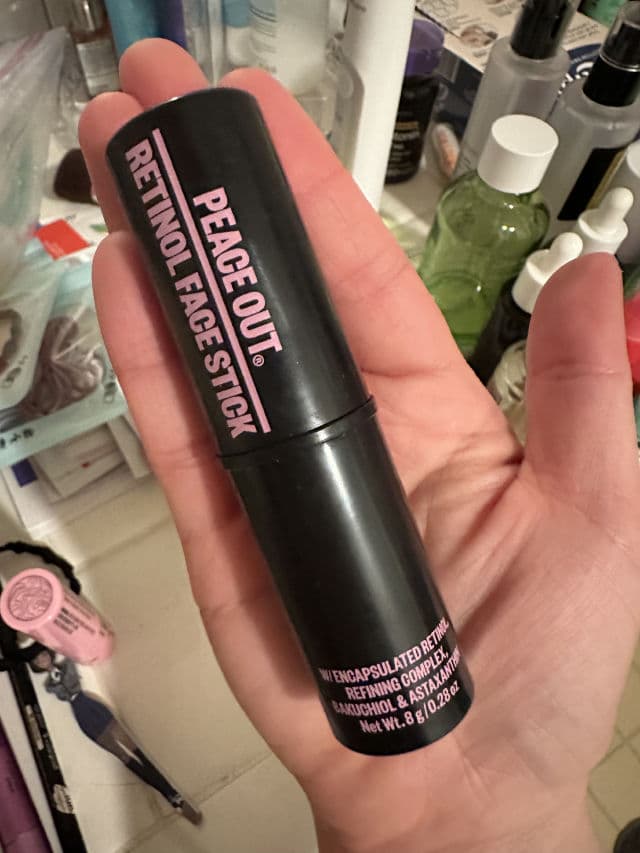 PEACE OUT®
RETINOL FACE STICK
W/ ENCAPSULATED RETINOL
REFINING COMPLEX,
BAKUCHIOL & ASTAXANTHIN
Net Wt. 8 g/0.28 oz